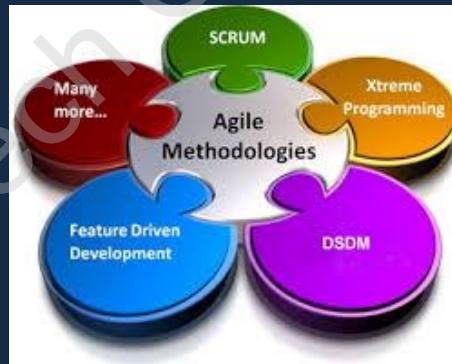 SCRUM
Many
more...
Xtreme
Programming
Agile
Methodologies
Feature Driven
Development
DSDM